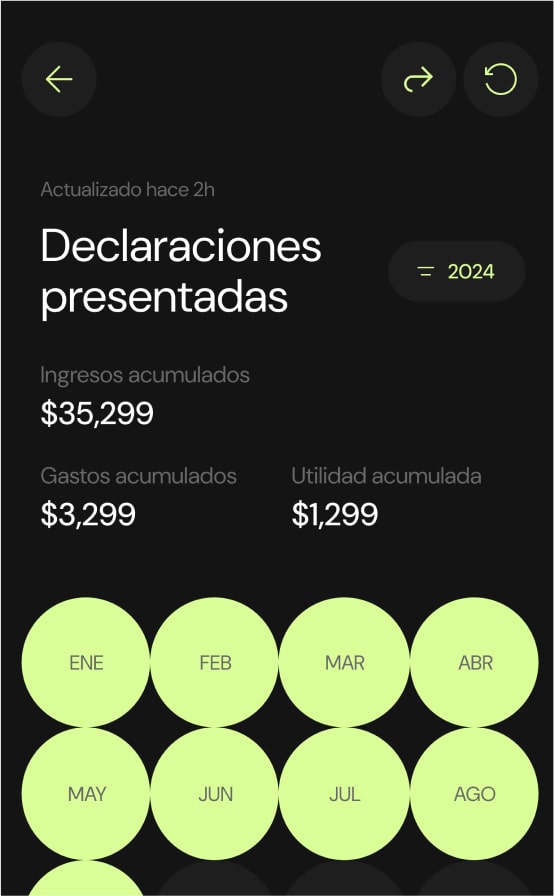 Actualizado hace 2h
Declaraciones
presentadas
2024
Ingresos acumulados
$35,299
Gastos acumulados
$3,299
Utilidad acumulada
$1,299
ENE
FEB
MAR
ABR
MAY
JUN
JUL
AGO